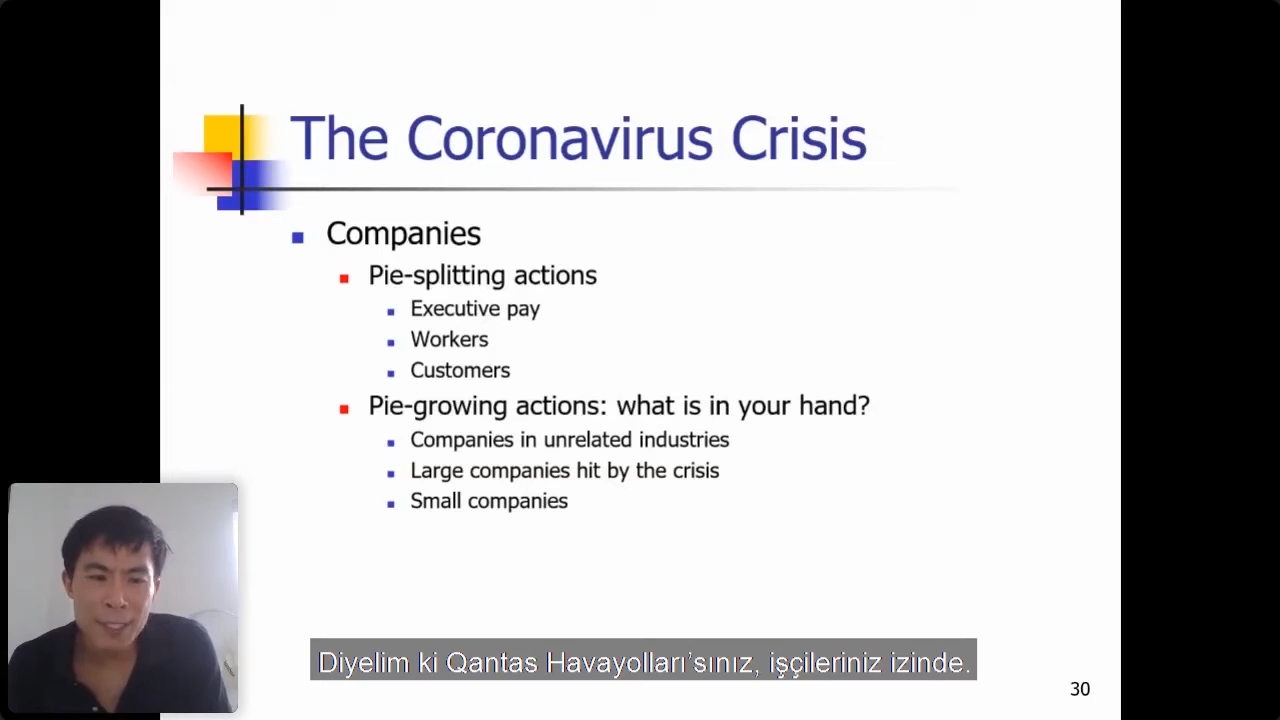 The Coronavirus Crisis
Companies
Pie-splitting actions
Executive pay
Workers
Customers
Pie-growing actions: what is in your hand?
Companies in unrelated industries
Large companies hit by the crisis
Small companies
Diyelim ki Qantas Havayolları’sınız, işçileriniz izinde.
30